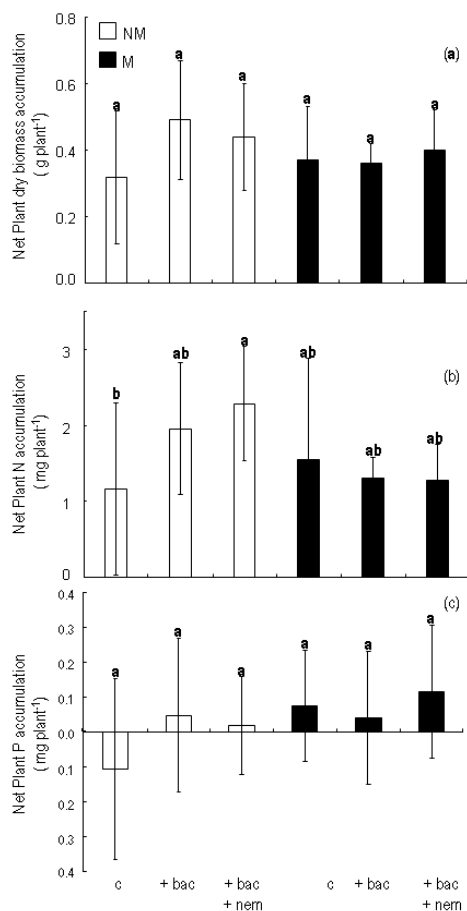 NM
M
(a)
0.8
0.6
0.4
0.2
0.0
a
a
a
a
a
a
Net Plant dry biomass accumulation
( g plant-1)
(b)
3
2
1
0
b
ab
a
ab
ab
ab
Net Plant N accumulation
( mg plant-1)
(c)
0.4
0.3
0.2
0.1
0.0
0.1
0.2
0.3
0.4
a
a
a
a
a
a
Net Plant P accumulation
( mg plant-1)
c + bac + bac c + bac + bac
+ nem + nem